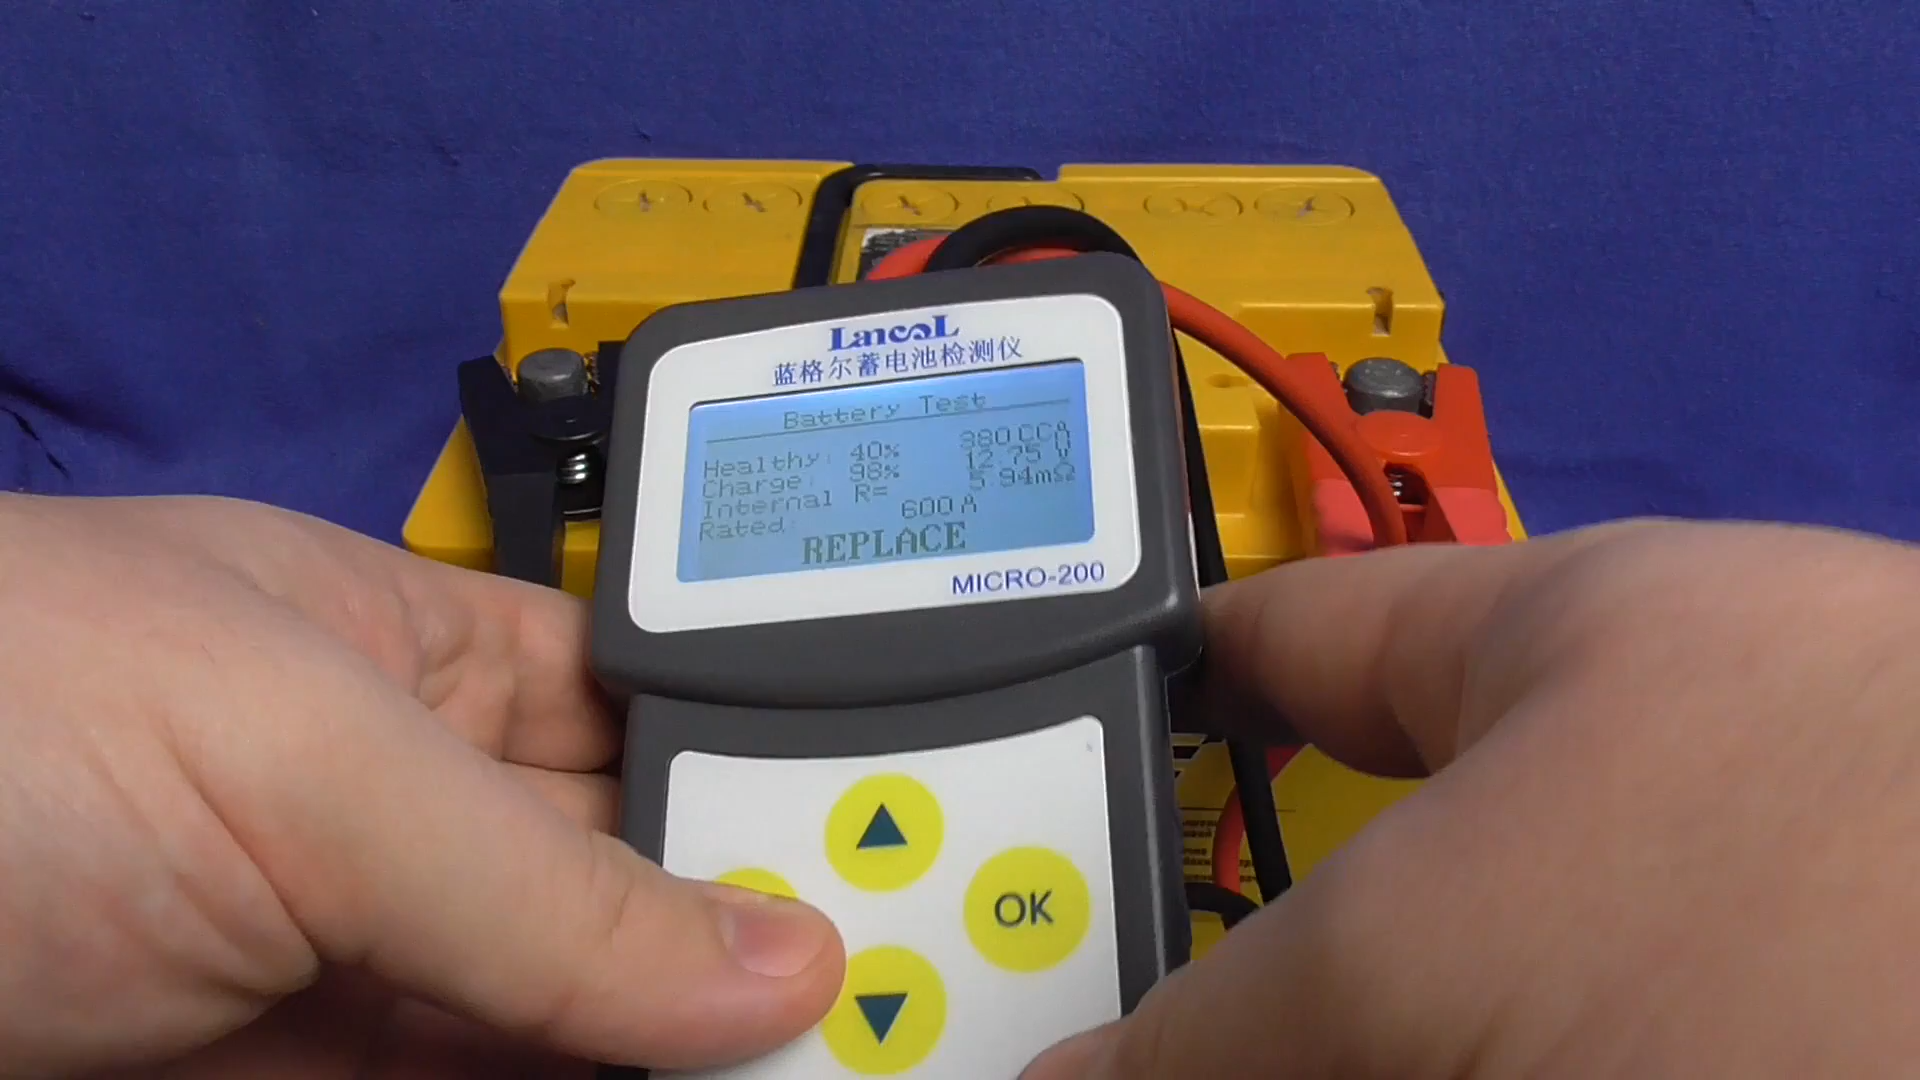 Lancol
蓝格尔蓄电池检测仪
Battery Test
Healthy: 40% 380CCA
Charge: 98% 12.75 V
Internal R= 5.94mΩ
Rated: 600A
REPLACE
MICRO-200
OK